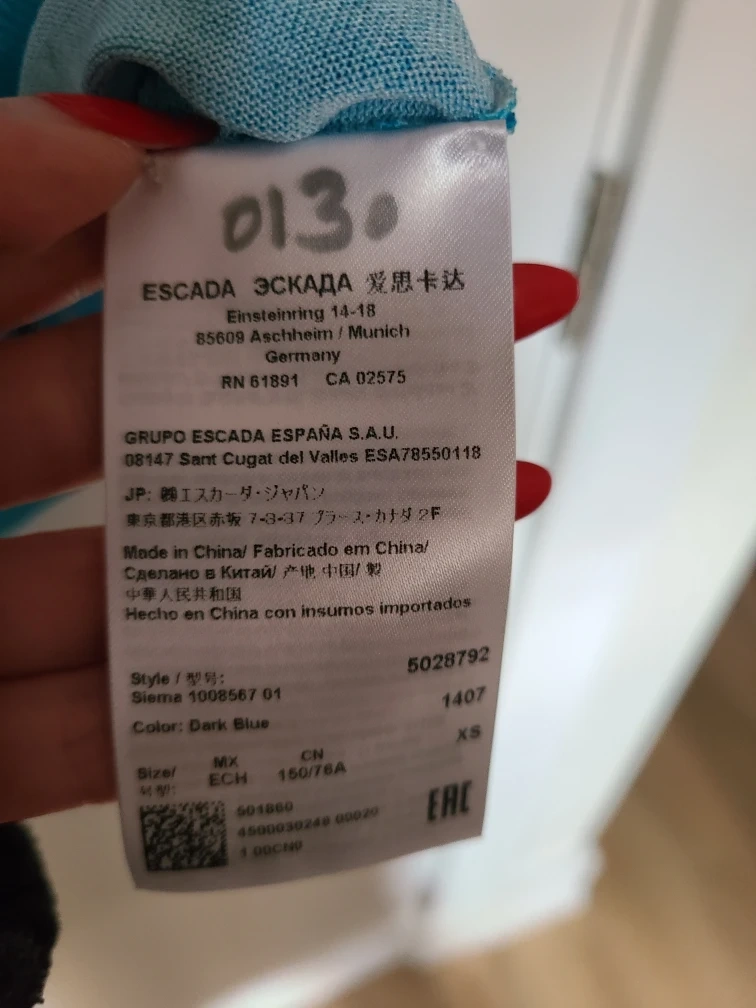 0130
ESCADA ЭСКАДА 爱思卡达
Einsteinring 14-18
85609 Aschheim / Munich
Germany
RN 61891 CA 02575
GRUPO ESCADA ESPAÑA S.A.U.
08147 Sant Cugat del Valles ESA78550118
JP: ㈱エスカーダ・ジャパン
東京都港区赤坂 7-3-37 プラース・カナダ 2F
Made in China/ Fabricado em China/
Сделано в Китай/ 产地 中国/ 製
中華人民共和国
Hecho en China con insumos importados
Style / 型号: 5028792
Siema 1008567 01 1407
Color: Dark Blue XS
Size/ MX CN
号型: ECH 150/76A
501860
4500030248 00020
1 00CN0
EAC